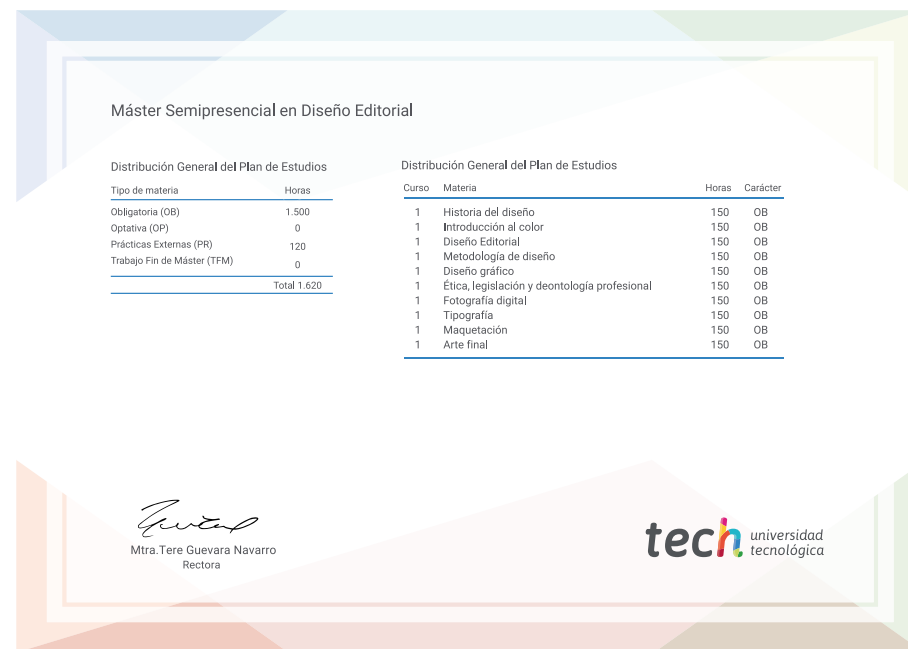 Máster Semipresencial en Diseño Editorial
Distribución General del Plan de Estudios
Tipo de materia Horas
Obligatoria (OB) 1.500
Optativa (OP) 0
Prácticas Externas (PR) 120
Trabajo Fin de Máster (TFM) 0
Total 1.620
Distribución General del Plan de Estudios
Curso Materia Horas Carácter
1 Historia del diseño 150 OB
1 Introducción al color 150 OB
1 Diseño Editorial 150 OB
1 Metodología de diseño 150 OB
1 Diseño gráfico 150 OB
1 Ética, legislación y deontología profesional 150 OB
1 Fotografía digital 150 OB
1 Tipografía 150 OB
1 Maquetación 150 OB
1 Arte final 150 OB
Mtra.Tere Guevara Navarro
Rectora
tech universidad
tecnológica